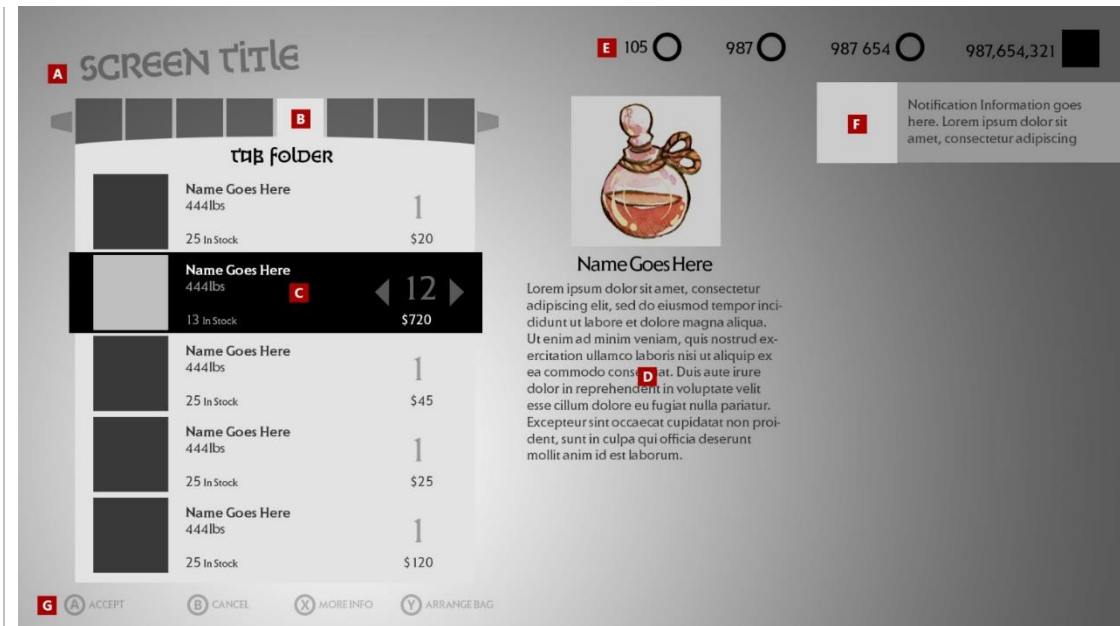 A SCREEN TITLE
E 105 987 987 654 987,654,321
B
F
Notification Information goes
here. Lorem ipsum dolor sit
amet, consectetur adipiscing
TAB FOLDER
Name Goes Here
444lbs
1
25 In Stock
$20
Name Goes Here
444lbs
C
12
13 In Stock
$720
Name Goes Here
444lbs
1
25 In Stock
$45
Name Goes Here
444lbs
1
25 In Stock
$25
Name Goes Here
444lbs
1
25 In Stock
$120
Name Goes Here
Lorem ipsum dolor sit amet, consectetur
adipiscing elit, sed do eiusmod tempor inci-
didunt ut labore et dolore magna aliqua.
Ut enim ad minim veniam, quis nostrud ex-
ercitation ullamco laboris nisi ut aliquip ex
ea commodo D Duis aute irure
dolor in reprehenderit in voluptate velit
esse cillum dolore eu fugiat nulla pariatur.
Excepteur sint occaecat cupidatat non proi-
dent, sunt in culpa qui officia deserunt
mollit anim id est laborum.
G A ACCEPT B CANCEL X MORE INFO Y ARRANGE BAG